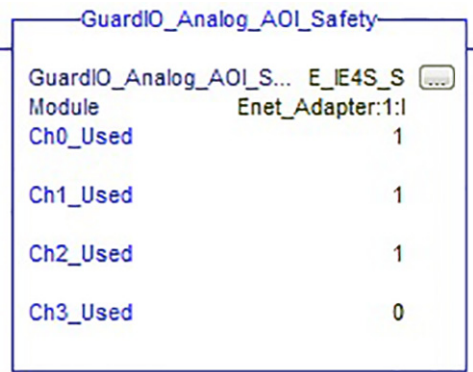 GuardIO_Analog_AOI_Safety
GuardIO_Analog_AOI_S... E_IE4S_S ...
Module Enet_Adapter:1:I
Ch0_Used 1
Ch1_Used 1
Ch2_Used 1
Ch3_Used 0